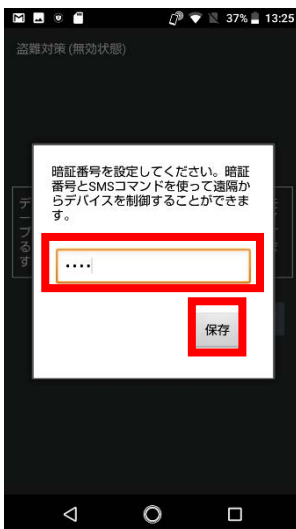 37% 13:25
盗難対策 (無効状態)
暗証番号を設定してください。暗証
番号とSMSコマンドを使って遠隔か
らデバイスを制御することができま
す。
••••
保存